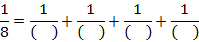 1/8 = 1/( ) + 1/( ) + 1/( ) + 1/( )